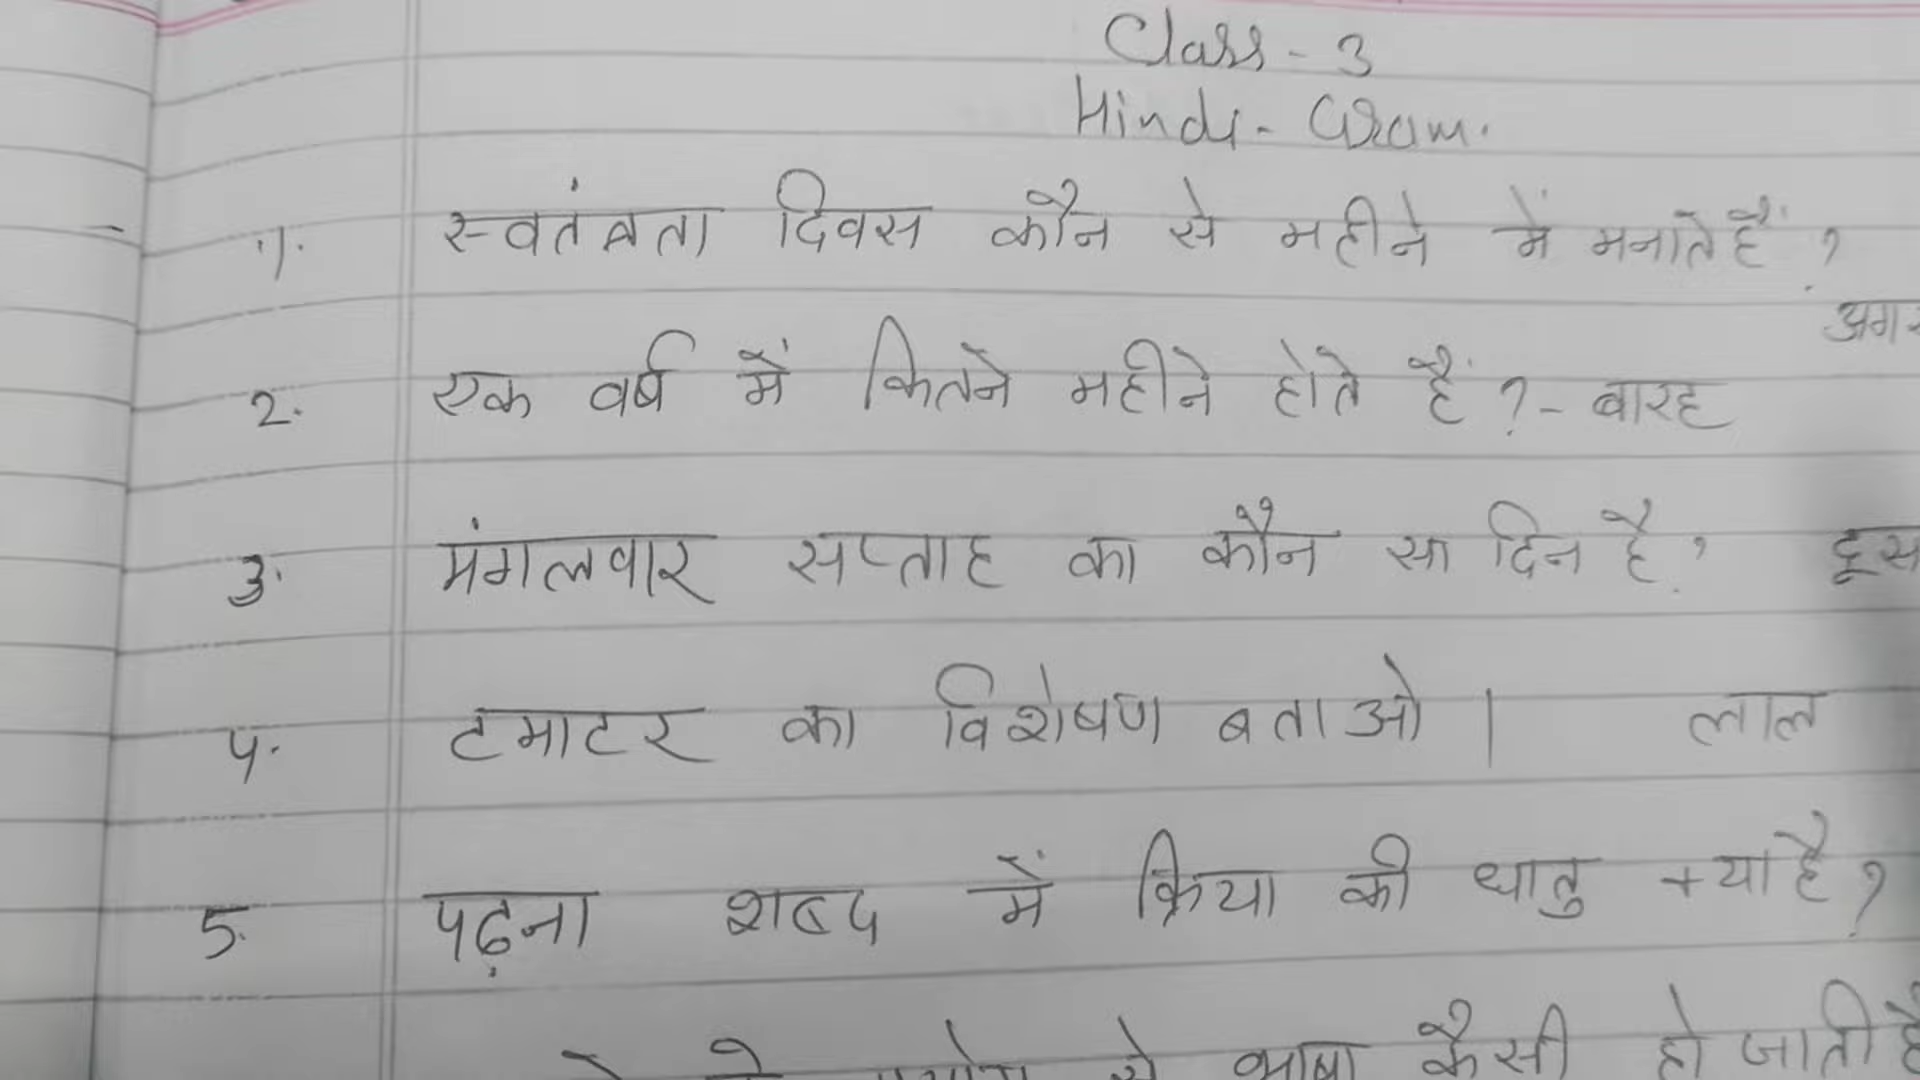 Class - 3
Hindi - Gram.
1. स्वतंत्रता दिवस कौन से महीने में मनाते हैं ?
अग
2. एक वर्ष में कितने महीने होते हैं ? - बारह
3. मंगलवार सप्ताह का कौन सा दिन है ? दूस
4. टमाटर का विशेषण बताओ | लाल
5. पढ़ना शब्द में क्रिया की धातु क्या है ?
से भाषा कैसी हो जाती है